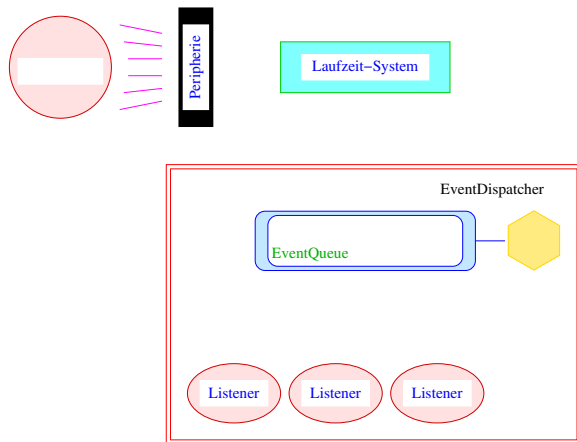 Peripherie
Laufzeit-System
EventDispatcher
EventQueue
Listener
Listener
Listener